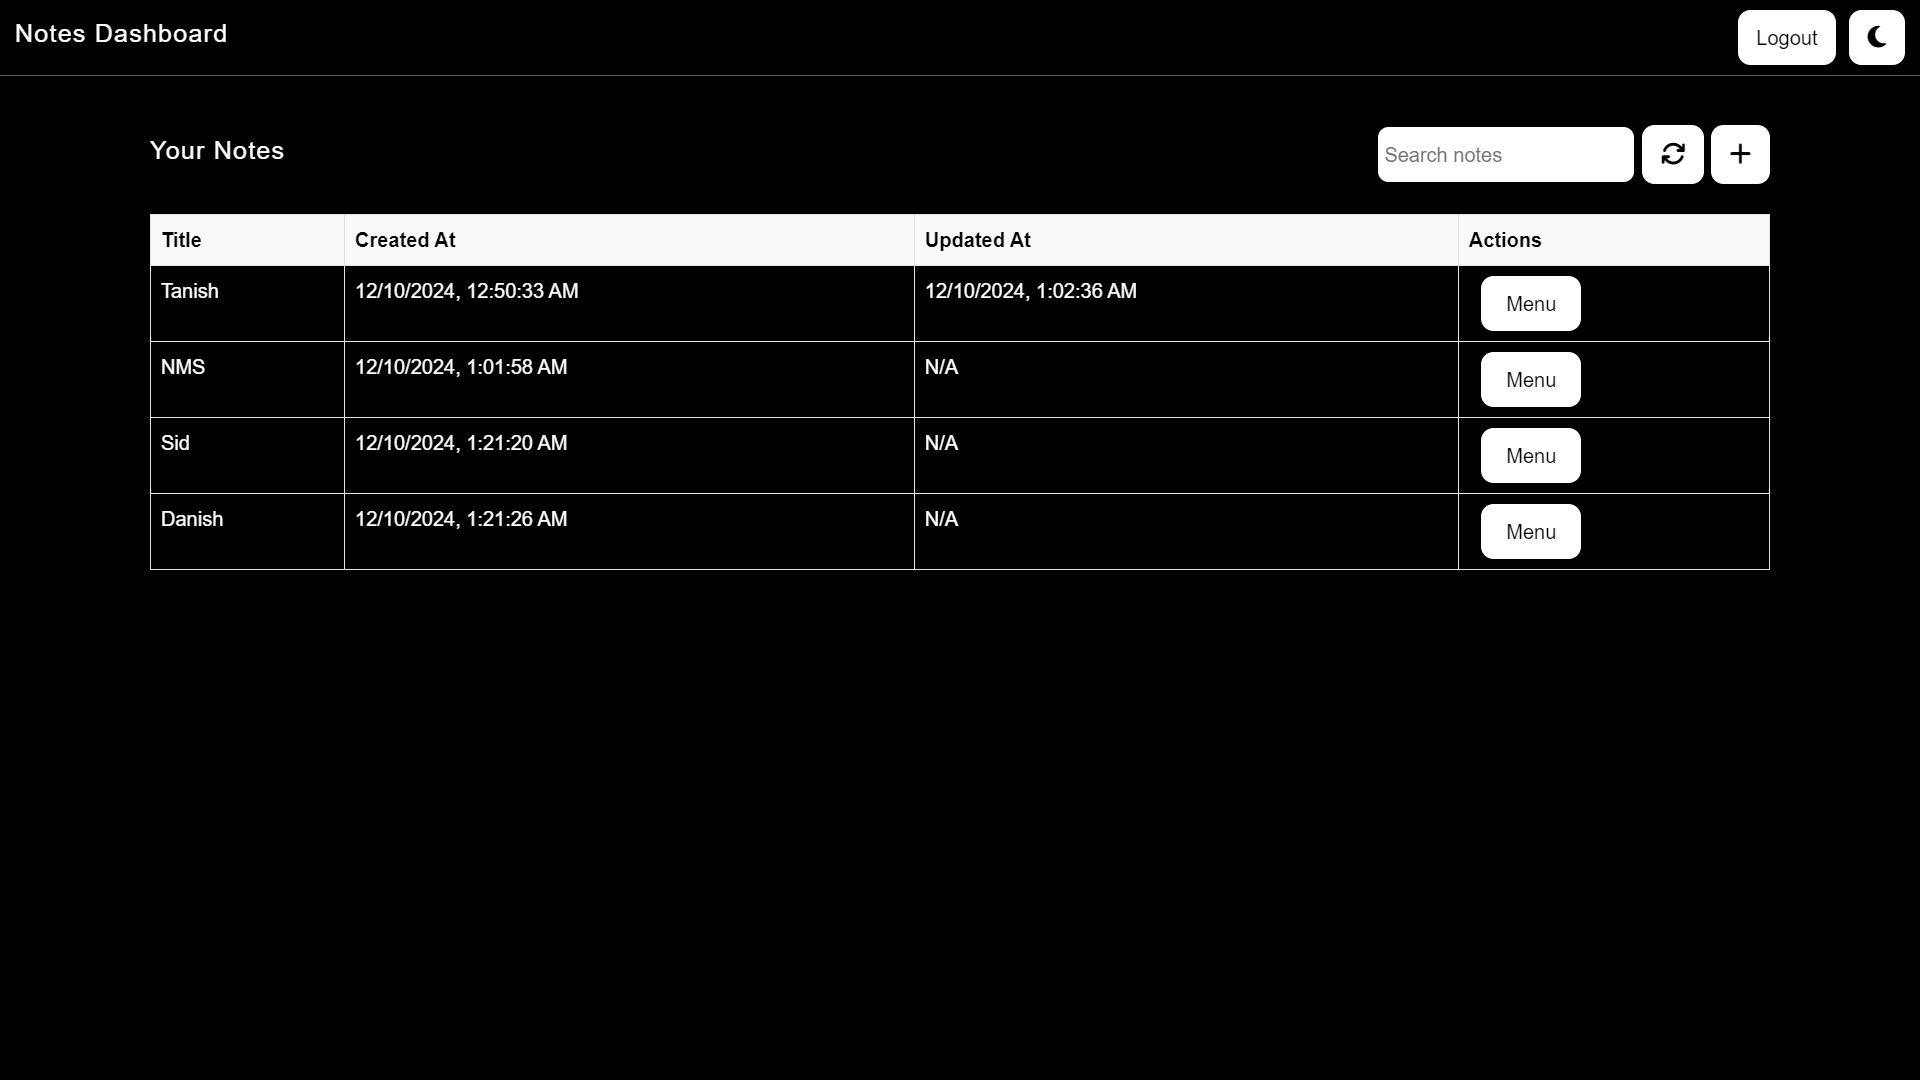 Notes Dashboard
Logout
Your Notes
Search notes
Title Created At Updated At Actions
Tanish 12/10/2024, 12:50:33 AM 12/10/2024, 1:02:36 AM Menu
NMS 12/10/2024, 1:01:58 AM N/A Menu
Sid 12/10/2024, 1:21:20 AM N/A Menu
Danish 12/10/2024, 1:21:26 AM N/A Menu